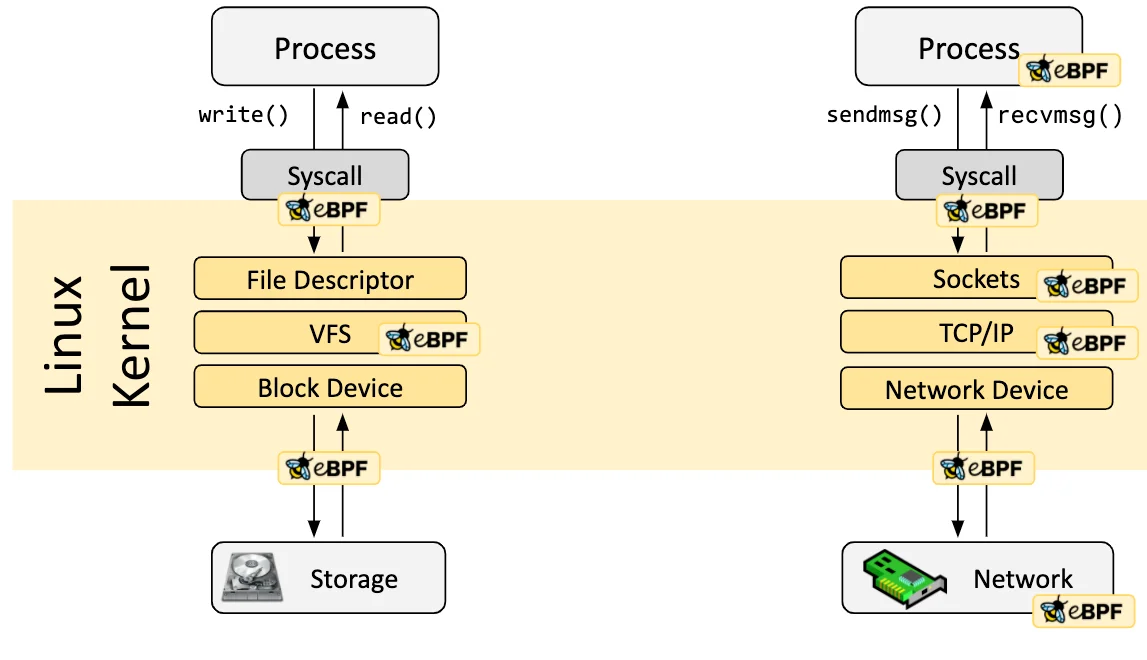 Process
write()
read()
Syscall
eBPF
Linux
Kernel
File Descriptor
VFS
eBPF
Block Device
eBPF
Storage
Process
eBPF
sendmsg()
recvmsg()
Syscall
eBPF
Sockets
eBPF
TCP/IP
eBPF
Network Device
eBPF
Network
eBPF